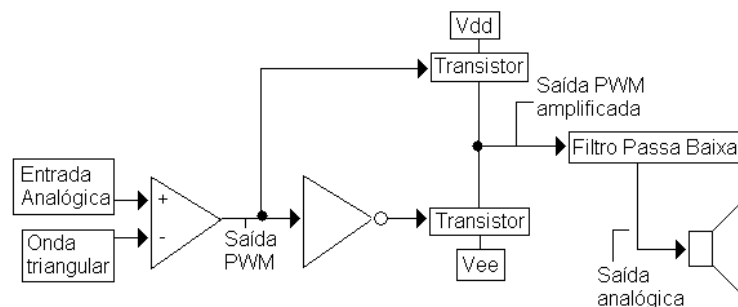 Vdd
Transistor
Saída PWM
amplificada
Filtro Passa Baixa
Entrada
Analógica
+
-
Onda
triangular
Saída
PWM
Transistor
Vee
Saída
analógica